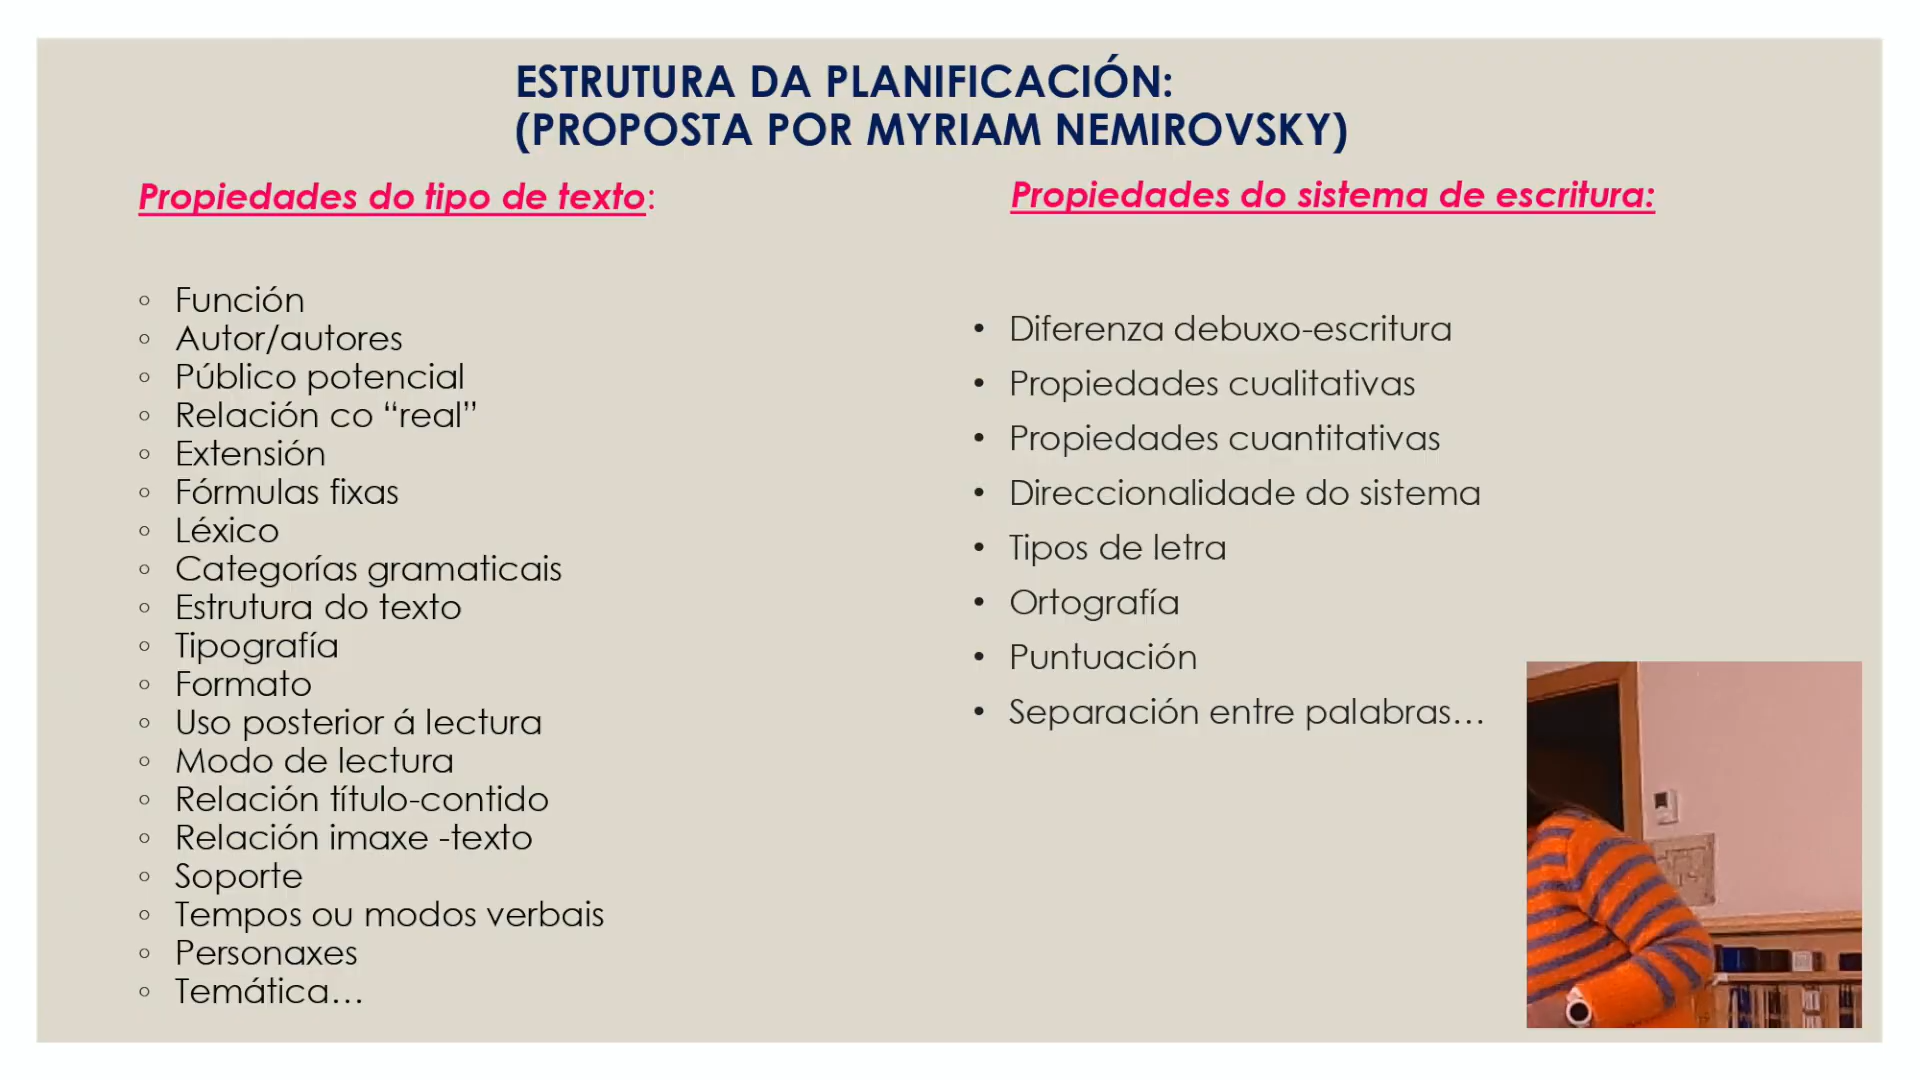 ESTRUTURA DA PLANIFICACIÓN:
(PROPOSTA POR MYRIAM NEMIROVSKY)
Propiedades do tipo de texto:
◦ Función
◦ Autor/autores
◦ Público potencial
◦ Relación co “real”
◦ Extensión
◦ Fórmulas fixas
◦ Léxico
◦ Categorías gramaticais
◦ Estrutura do texto
◦ Tipografía
◦ Formato
◦ Uso posterior á lectura
◦ Modo de lectura
◦ Relación título-contido
◦ Relación imaxe -texto
◦ Soporte
◦ Tempos ou modos verbais
◦ Personaxes
◦ Temática…
Propiedades do sistema de escritura:
• Diferenza debuxo-escritura
• Propiedades cualitativas
• Propiedades cuantitativas
• Direccionalidade do sistema
• Tipos de letra
• Ortografía
• Puntuación
• Separación entre palabras…